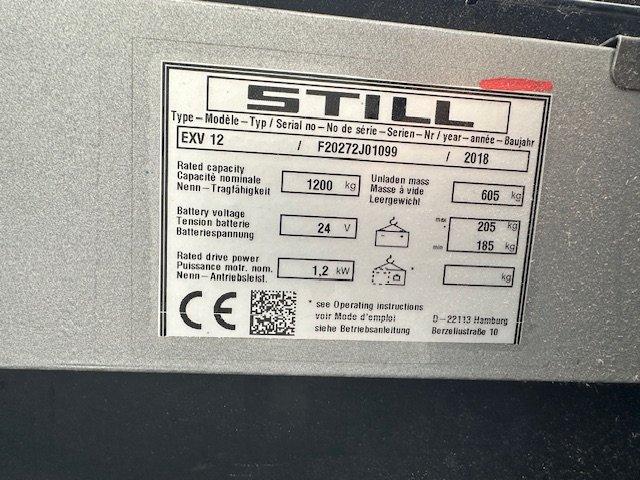 STILL
Type – Modèle – Typ / Serial no – No de série – Serien – Nr / year – année – Baujahr
EXV 12 / F20272J01099 / 2018
Rated capacity
Capacité nominale
Nenn – Tragfähigkeit
1200 kg
Unladen mass
Masse à vide
Leergewicht
605 kg
Battery voltage
Tension batterie
Batteriespannung
24 V
max * 205 kg
min 185 kg
Rated drive power
Puissance motr. nom.
Nenn – Antriebsleist.
1,2 kW
* kg
CE
* see Operating instructions
voir Mode d'emploi
siehe Betriebsanleitung
D – 22113 Hamburg
Berzeliusstraße 10